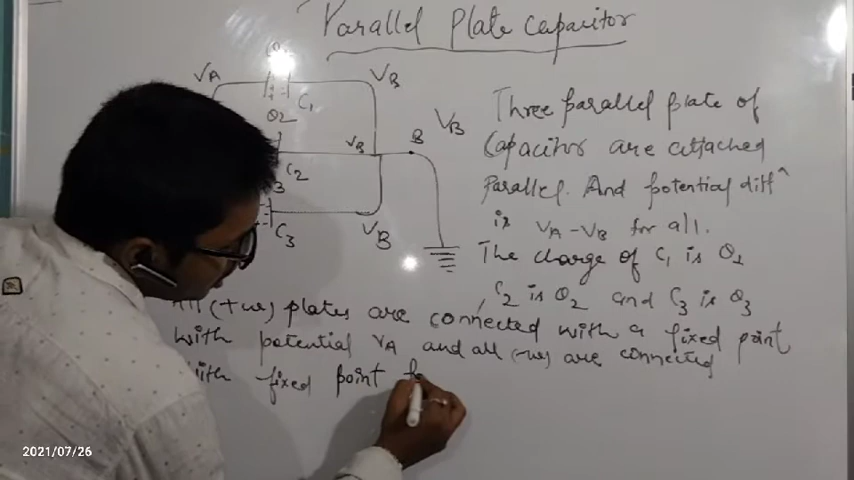 Parallel Plate Capacitor
VA
VB
C1
Q2
VB
B
VB
C2
3
C3
VB
Three parallel plate of
Capacitor are attached
Parallel. And potential diffⁿ
is VA-VB for all.
The charge of C1 is Q1
, C2 is Q2 and C3 is Q3
All (+ve) plates are connected with a fixed point
with potential VA and all (-ve) are connected
with fixed point
2021/07/26